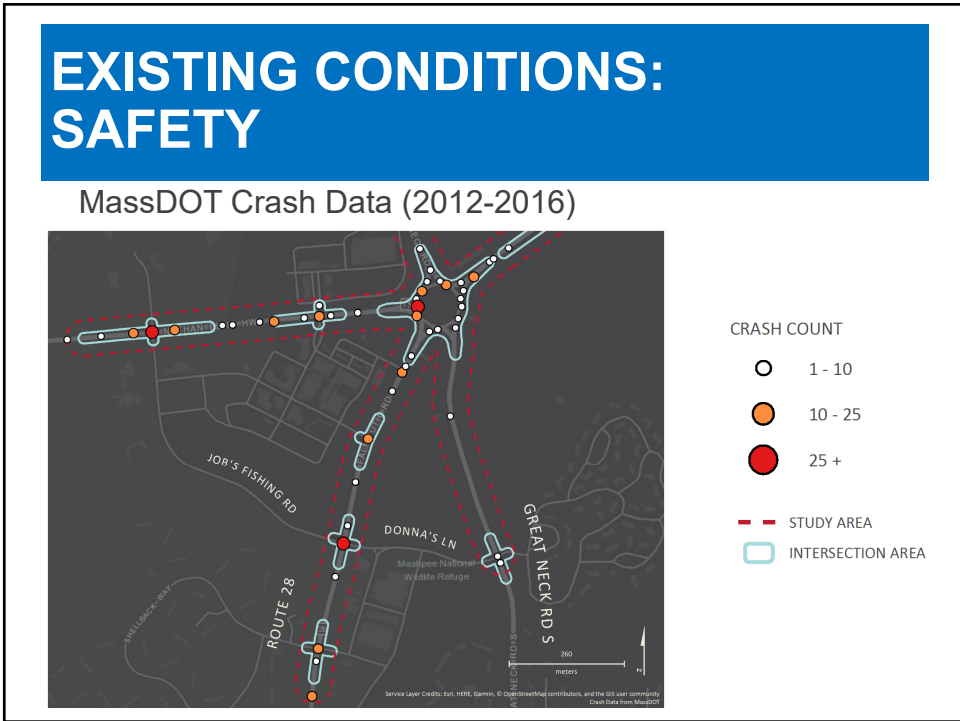 EXISTING CONDITIONS:
SAFETY
MassDOT Crash Data (2012-2016)
JOB'S FISHING RD
DONNA'S LN
Mashpee National
Wildlife Refuge
GREAT NECK RD S
ROUTE 28
SHELLBACK-WAY
260
meters
Z
Service Layer Credits: Esri, HERE, Garmin, © OpenStreetMap contributors, and the GIS user community
Crash Data from MassDOT
CRASH COUNT
1 - 10
10 - 25
25 +
STUDY AREA
INTERSECTION AREA